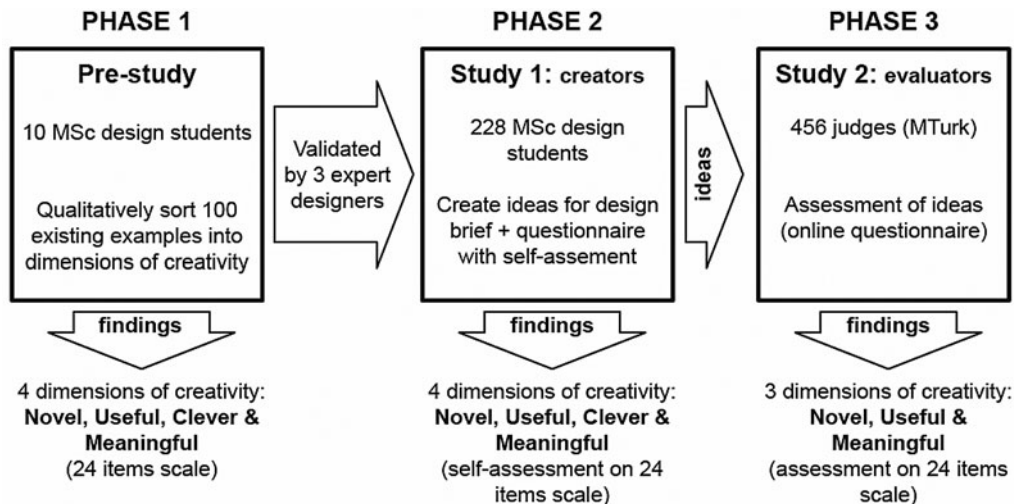 PHASE 1
Pre-study
10 MSc design students
Qualitatively sort 100
existing examples into
dimensions of creativity
findings
4 dimensions of creativity:
Novel, Useful, Clever &
Meaningful
(24 items scale)
Validated
by 3 expert
designers
PHASE 2
Study 1: creators
228 MSc design
students
Create ideas for design
brief + questionnaire
with self-assement
findings
4 dimensions of creativity:
Novel, Useful, Clever &
Meaningful
(self-assessment on 24
items scale)
ideas
PHASE 3
Study 2: evaluators
456 judges (MTurk)
Assessment of ideas
(online questionnaire)
findings
3 dimensions of creativity:
Novel, Useful &
Meaningful
(assessment on 24 items
scale)